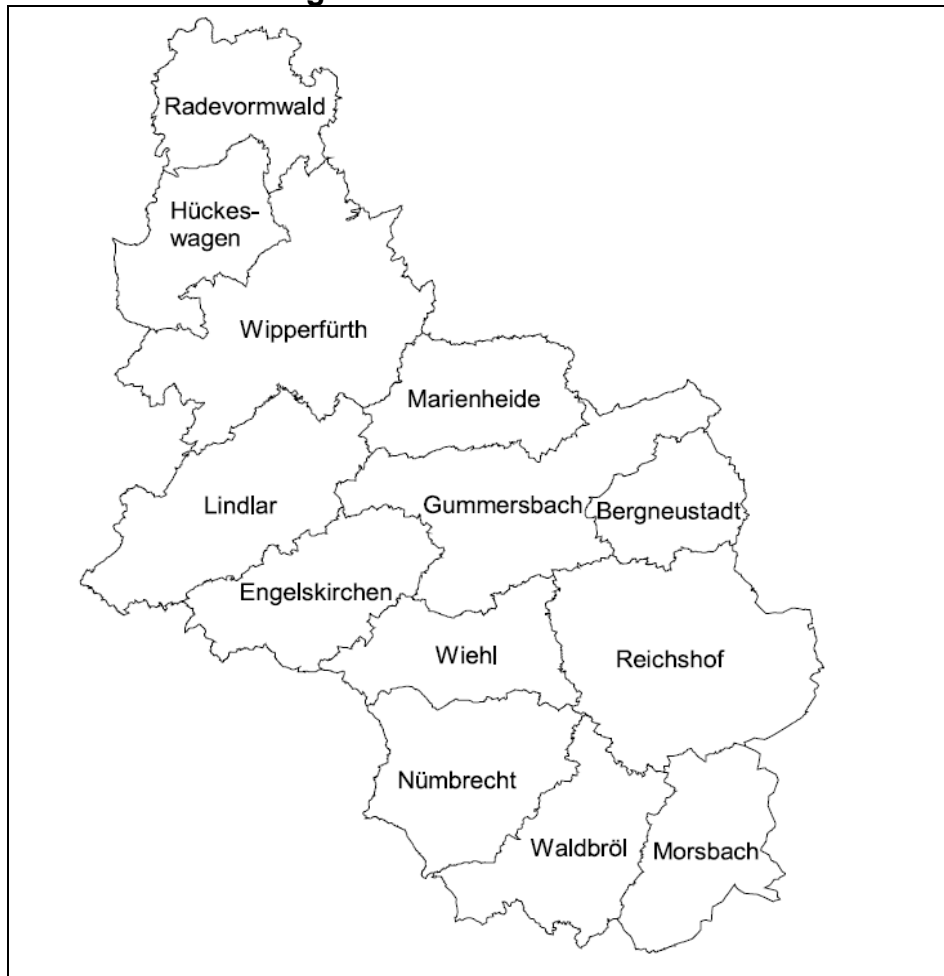 Radevormwald
Hückes-
wagen
Wipperfürth
Marienheide
Lindlar
Gummersbach
Bergneustadt
Engelskirchen
Wiehl
Reichshof
Nümbrecht
Waldbröl
Morsbach